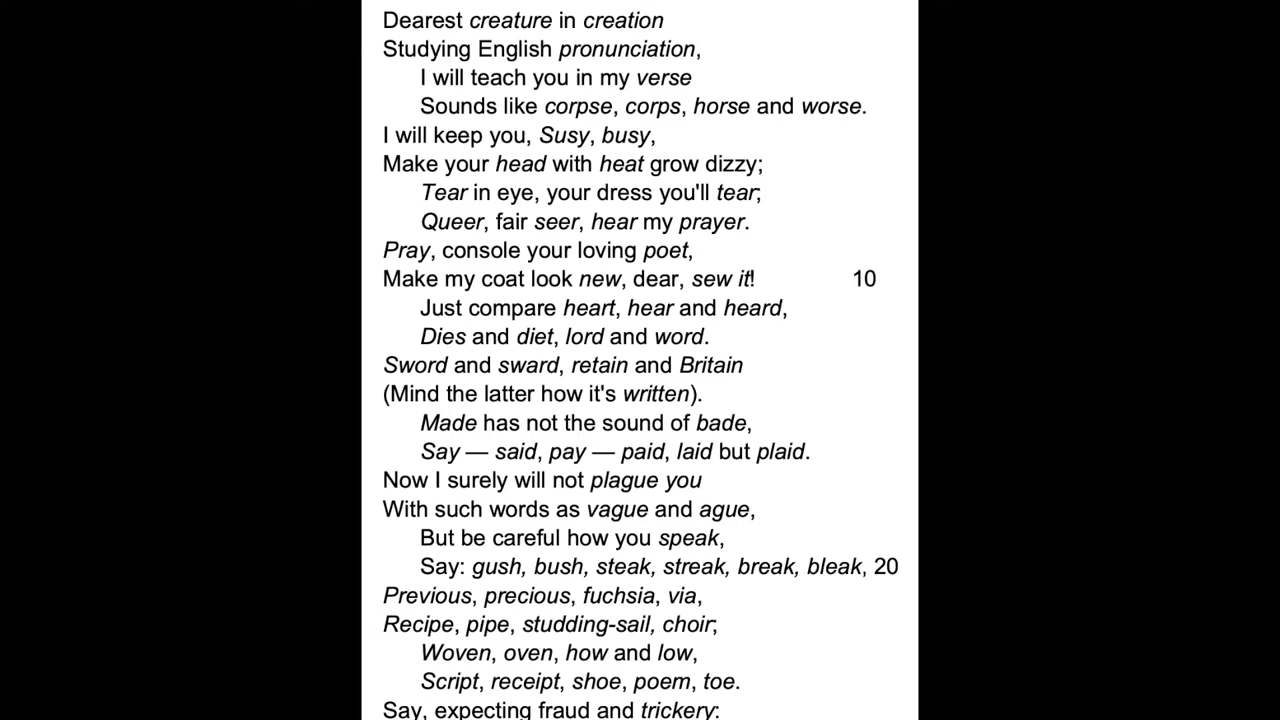 Dearest creature in creation
Studying English pronunciation,
I will teach you in my verse
Sounds like corpse, corps, horse and worse.
I will keep you, Susy, busy,
Make your head with heat grow dizzy;
Tear in eye, your dress you'll tear;
Queer, fair seer, hear my prayer.
Pray, console your loving poet,
Make my coat look new, dear, sew it! 10
Just compare heart, hear and heard,
Dies and diet, lord and word.
Sword and sward, retain and Britain
(Mind the latter how it's written).
Made has not the sound of bade,
Say — said, pay — paid, laid but plaid.
Now I surely will not plague you
With such words as vague and ague,
But be careful how you speak,
Say: gush, bush, steak, streak, break, bleak, 20
Previous, precious, fuchsia, via,
Recipe, pipe, studding-sail, choir;
Woven, oven, how and low,
Script, receipt, shoe, poem, toe.
Say, expecting fraud and trickery: